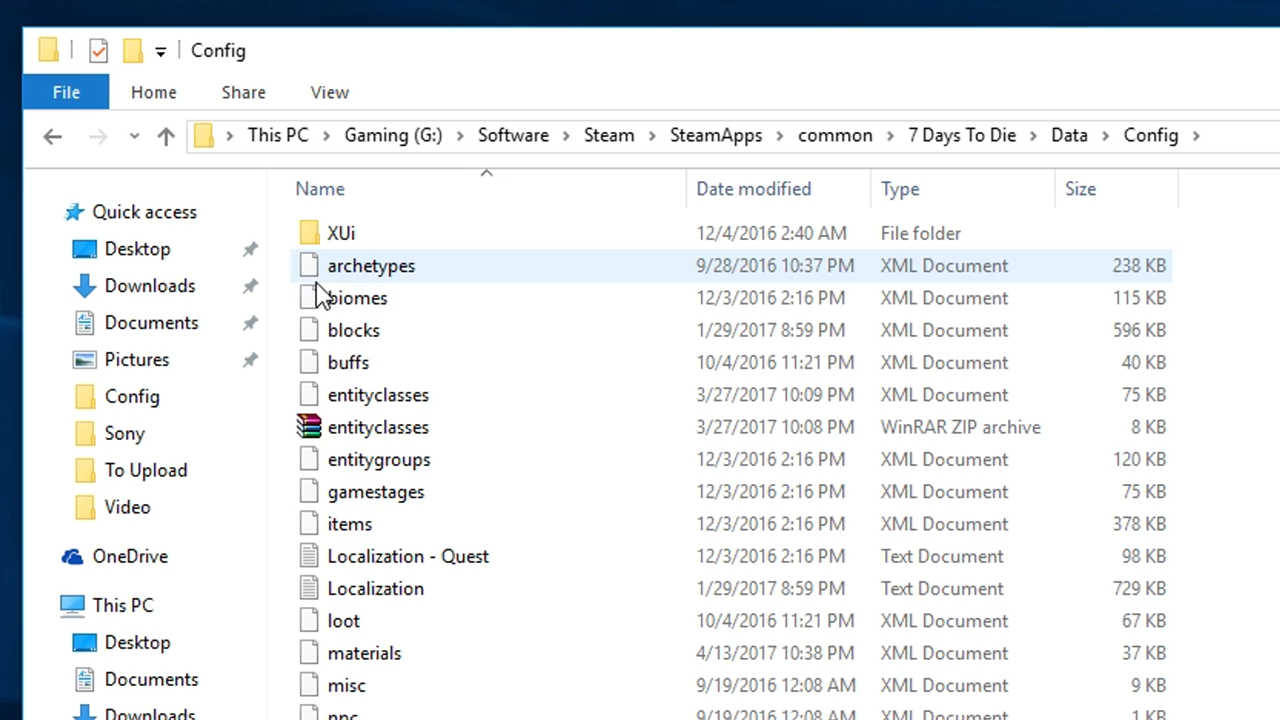 Config
File Home Share View
This PC Gaming (G:) Software Steam SteamApps common 7 Days To Die Data Config
Name Date modified Type Size
Quick access
Desktop
Downloads
Documents
Pictures
Config
Sony
To Upload
Video
OneDrive
This PC
Desktop
Documents
Downloads
XUi 12/4/2016 2:40 AM File folder
archetypes 9/28/2016 10:37 PM XML Document 238 KB
biomes 12/3/2016 2:16 PM XML Document 115 KB
blocks 1/29/2017 8:59 PM XML Document 596 KB
buffs 10/4/2016 11:21 PM XML Document 40 KB
entityclasses 3/27/2017 10:09 PM XML Document 75 KB
entityclasses 3/27/2017 10:08 PM WinRAR ZIP archive 8 KB
entitygroups 12/3/2016 2:16 PM XML Document 120 KB
gamestages 12/3/2016 2:16 PM XML Document 75 KB
items 12/3/2016 2:16 PM XML Document 378 KB
Localization - Quest 12/3/2016 2:16 PM Text Document 98 KB
Localization 1/29/2017 8:59 PM Text Document 729 KB
loot 10/4/2016 11:21 PM XML Document 67 KB
materials 4/13/2017 10:38 PM XML Document 37 KB
misc 9/19/2016 12:08 AM XML Document 9 KB
npc 9/19/2016 12:08 AM XML Document 1 KB